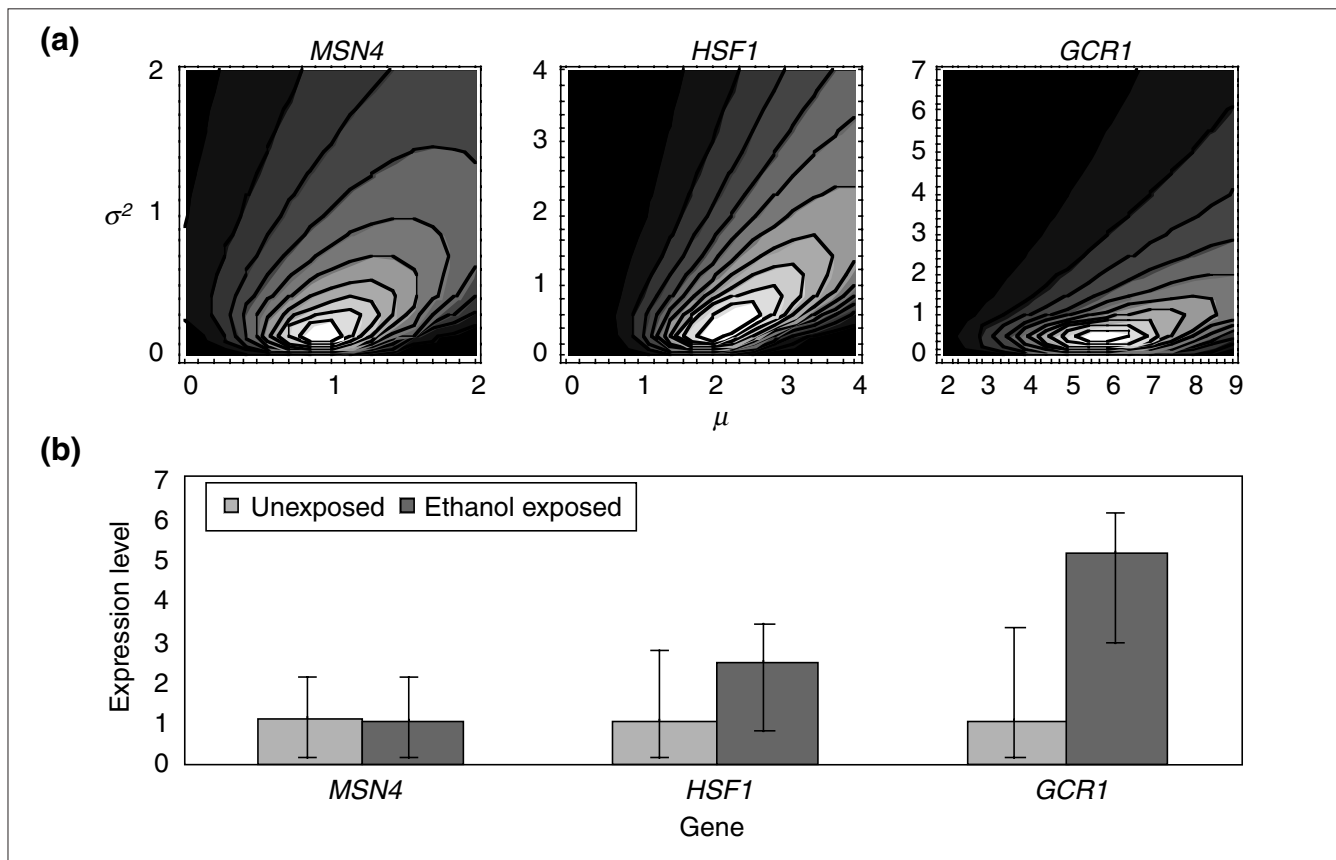 (a)
MSN4 HSF1 GCR1
2 1 0
σ²
0 1 2
4 3 2 1 0
0 1 2 3 4
μ
7 6 5 4 3 2 1 0
2 3 4 5 6 7 8 9
(b)
Expression level
7 6 5 4 3 2 1 0
Unexposed Ethanol exposed
MSN4 HSF1 GCR1
Gene